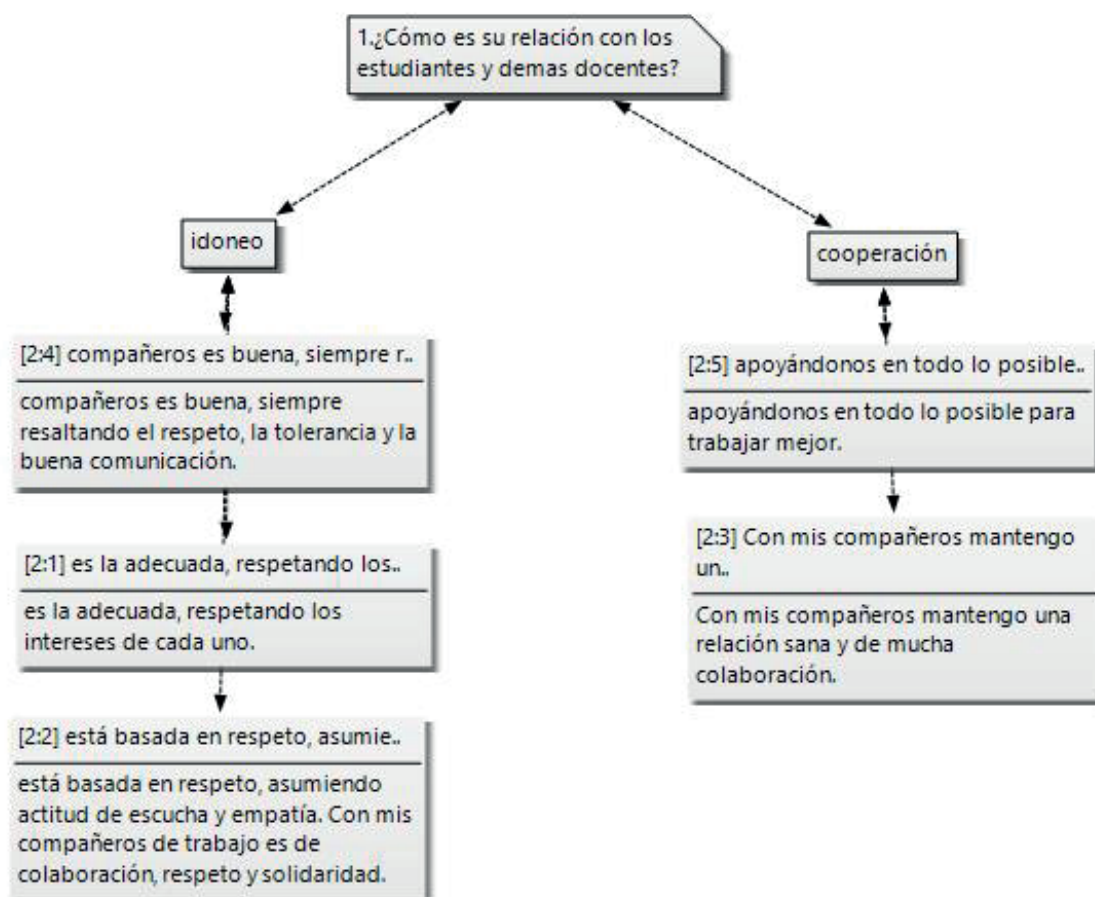 1.¿Cómo es su relación con los
estudiantes y demas docentes?
idoneo
cooperación
[2:4] compañeros es buena, siempre r..
compañeros es buena, siempre
resaltando el respeto, la tolerancia y la
buena comunicación.
[2:5] apoyándonos en todo lo posible..
apoyándonos en todo lo posible para
trabajar mejor.
[2:1] es la adecuada, respetando los..
es la adecuada, respetando los
intereses de cada uno.
[2:3] Con mis compañeros mantengo
un..
Con mis compañeros mantengo una
relación sana y de mucha
colaboración.
[2:2] está basada en respeto, asumie..
está basada en respeto, asumiendo
actitud de escucha y empatía. Con mis
compañeros de trabajo es de
colaboración, respeto y solidaridad.